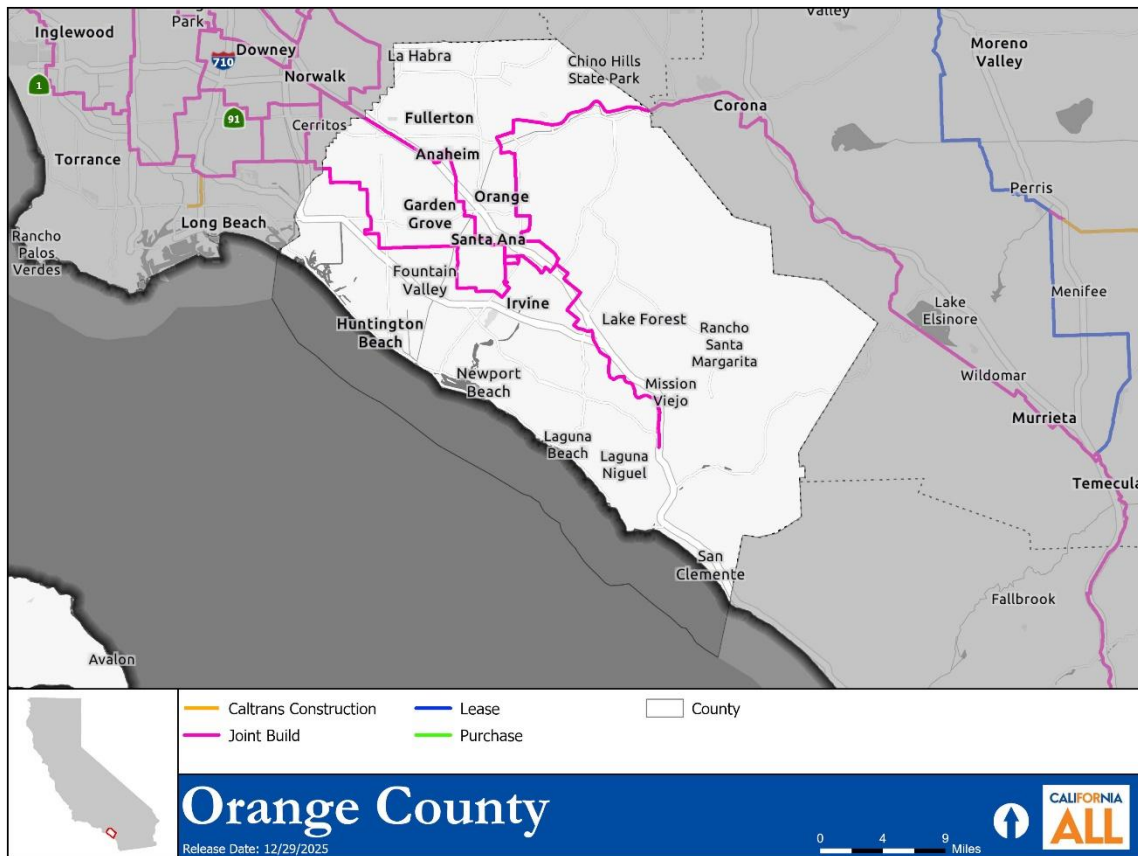 Park
Valley
Inglewood
Downey
La Habra
Chino Hills
State Park
Moreno
Valley
710
Norwalk
1
Corona
91
Cerritos
Fullerton
Torrance
Anaheim
Orange
Perris
Garden
Grove
Long Beach
Rancho
Palos
Verdes
Santa Ana
Fountain
Valley
Irvine
Menifee
Lake
Elsinore
Huntington
Beach
Lake Forest
Rancho
Santa
Margarita
Newport
Beach
Mission
Viejo
Wildomar
Murrieta
Laguna
Beach
Laguna
Niguel
Temecula
San
Clemente
Fallbrook
Avalon
Caltrans Construction
Lease
County
Joint Build
Purchase
Orange County
Release Date: 12/29/2025
0 4 9
Miles
CALIFORNIA
ALL